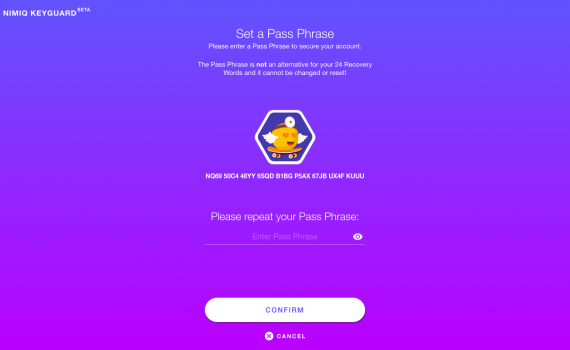 NIMIQ KEYGUARD BETA
Set a Pass Phrase
Please enter a Pass Phrase to secure your account.
The Pass Phrase is not an alternative for your 24 Recovery
Words and it cannot be changed or reset!
NQ69 50C4 48YY 6SQD B1BG P5AX 67JB UX4F KUUU
Please repeat your Pass Phrase:
Enter Pass Phrase
CONFIRM
CANCEL